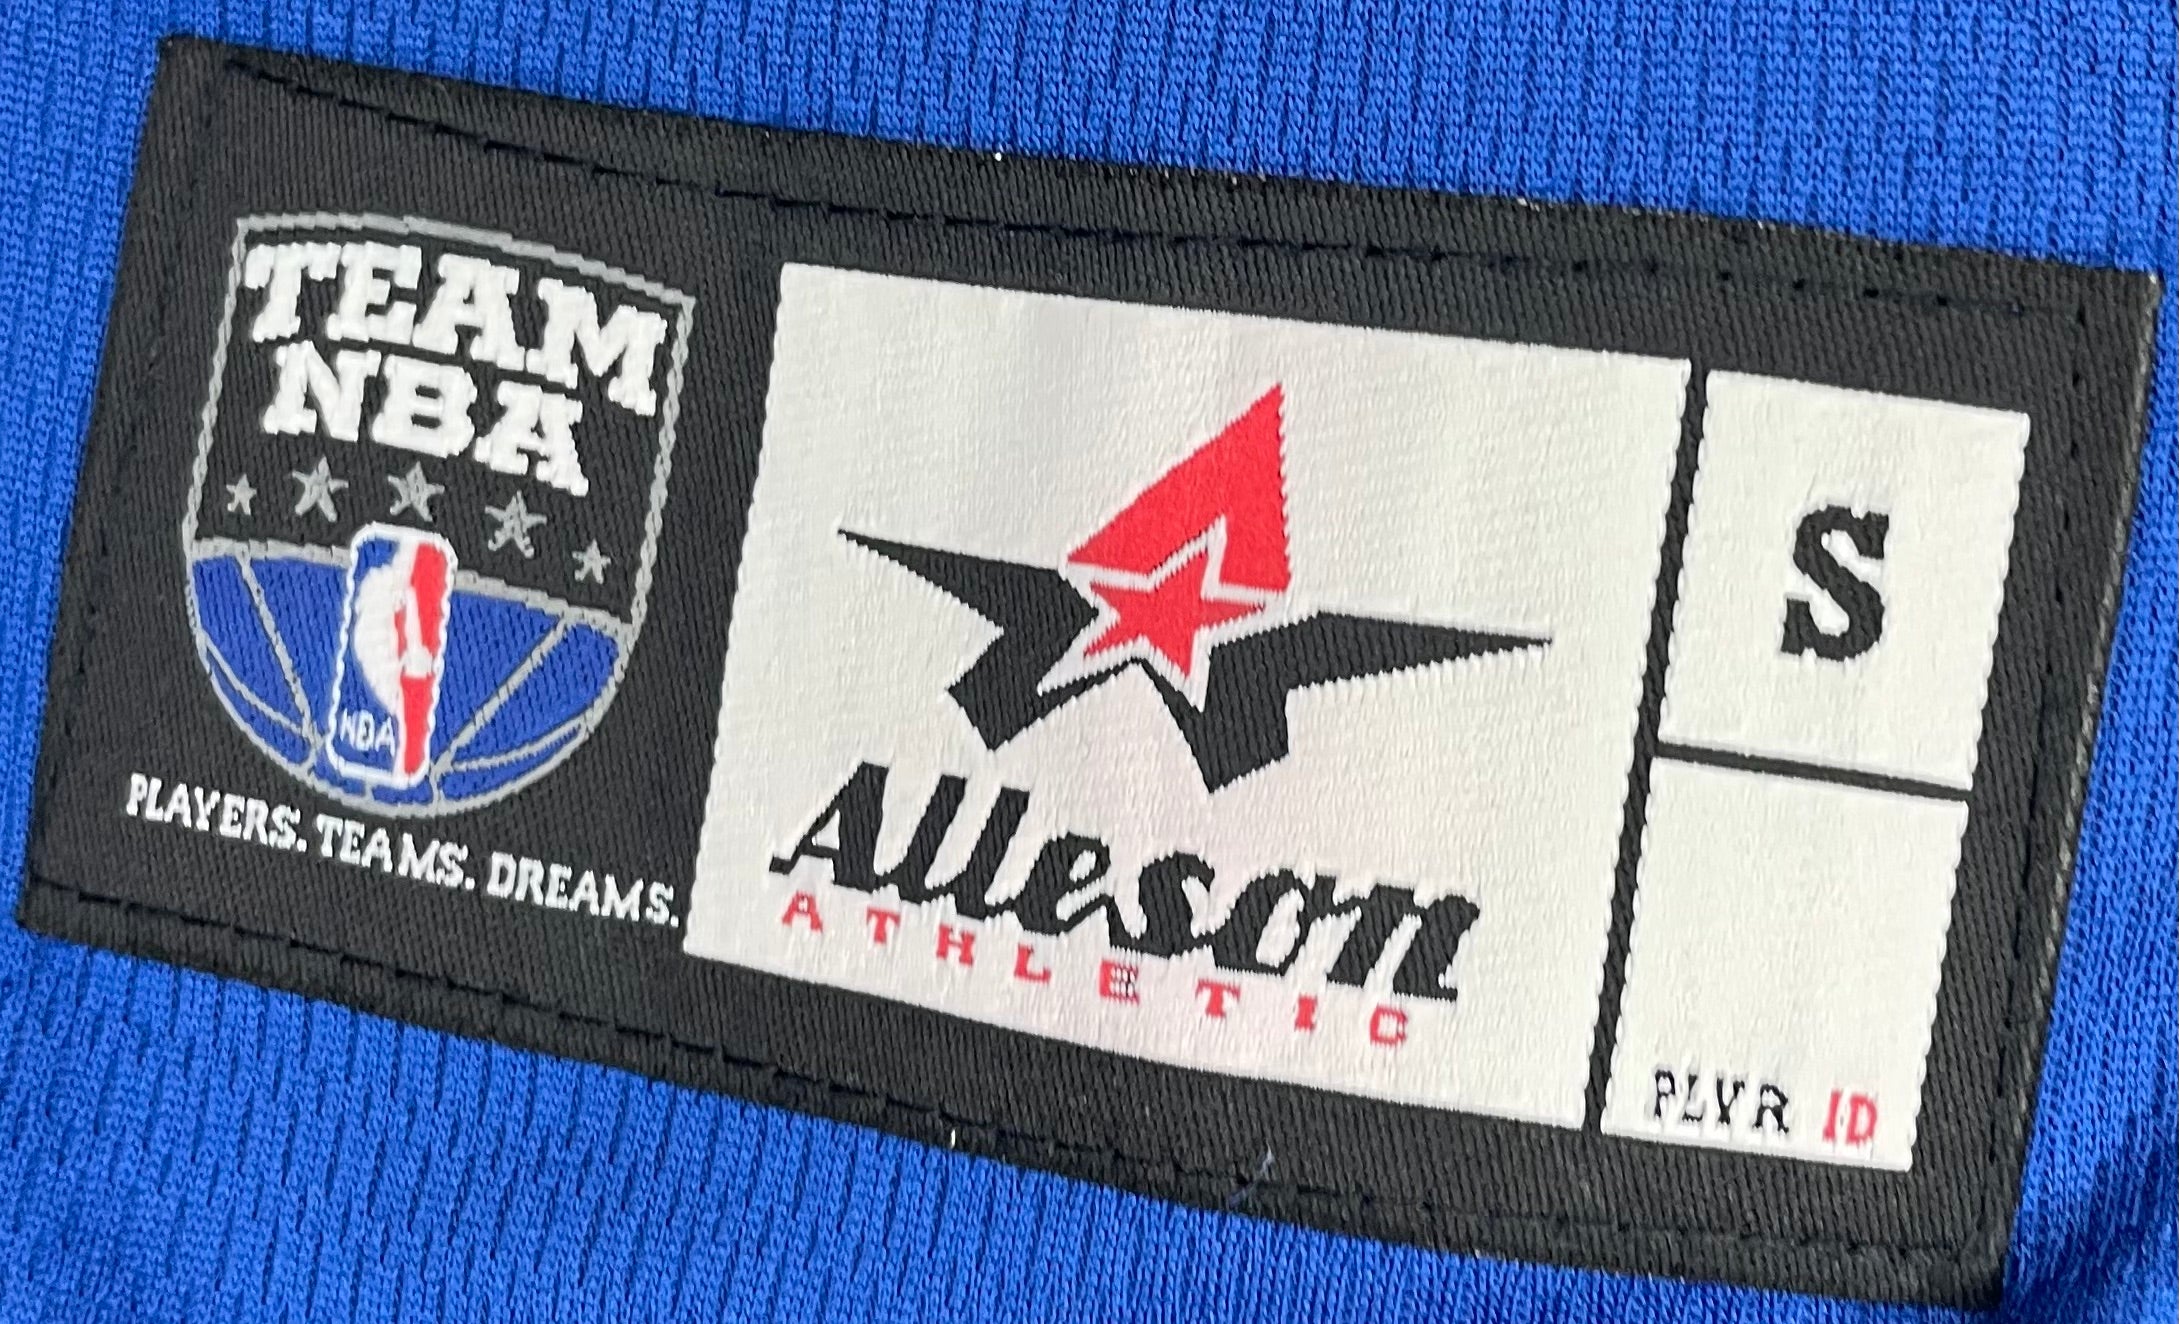 TEAM
NBA
NBA
PLAYERS. TEAMS. DREAMS.
Alleson
ATHLETIC
S
PLYR ID